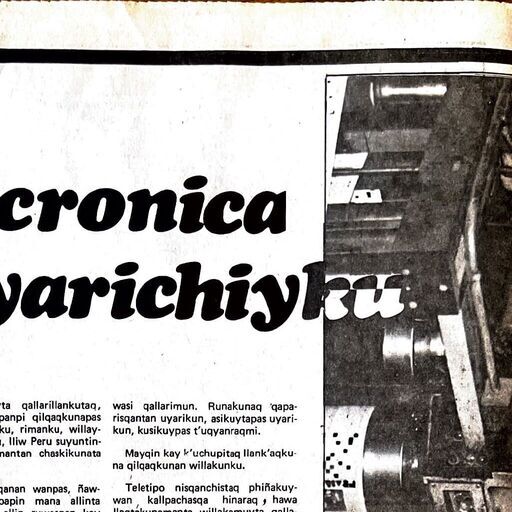 cronica
yarichiyku
ta qallarillankutaq,
panpi qilqaqkunapas
ku, rimanku, willay-
u, lliw Peru suyuntin-
mantan chaskikunata
qanan wanpas, ñaw-
papin mana allinta
wasi qallarimun. Runakunaq 'qapa-
risqantan uyarikun, asikuytapas uyari-
kun, kusikuypas t'uqyanraqmi.
Mayqin kay k'uchupitaq llank'aqku-
na qilqaqkunan willakunku.
Teletipo nisqanchistaq phiñakuy-
wan kallpachasqa hinaraq, hawa